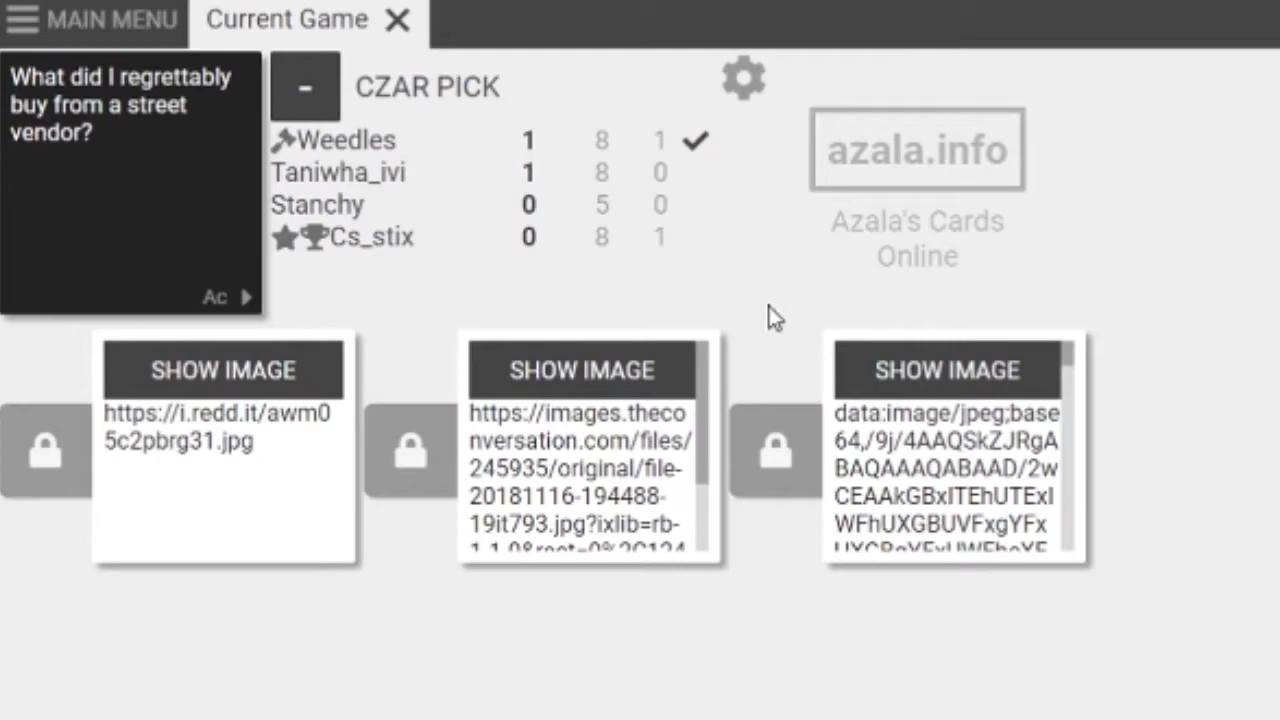 MAIN MENU
Current Game
What did I regrettably
buy from a street
vendor?
Ac
-
CZAR PICK
Weedles 1 8 1
Taniwha_ivi 1 8 0
Stanchy 0 5 0
Cs_stix 0 8 1
azala.info
Azala's Cards
Online
SHOW IMAGE
https://i.redd.it/awm0
5c2pbrg31.jpg
SHOW IMAGE
https://images.theco
nversation.com/files/
245935/original/file-
20181116-194488-
19it793.jpg?ixlib=rb-
SHOW IMAGE
data:image/jpeg;base
64,/9j/4AAQSkZJRgA
BAQAAAQABAAD/2w
CEAAkGBxITEhUTExI
WFhUXGBUVFxgYFx